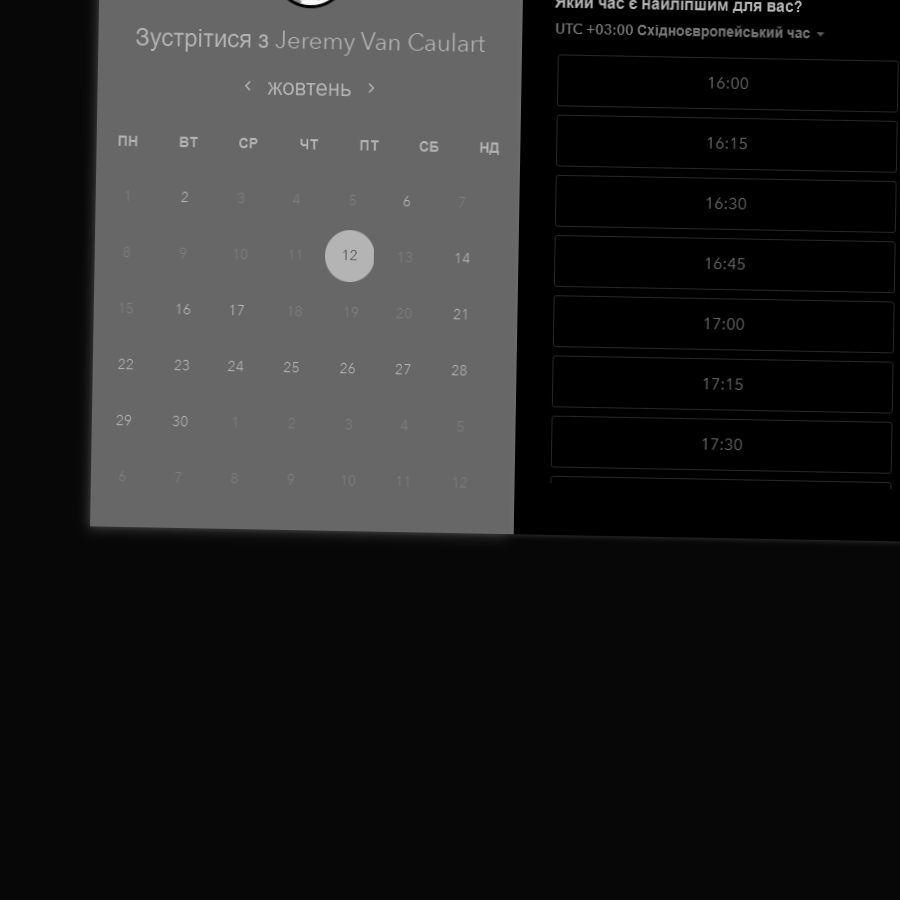 Зустрітися з Jeremy Van Caulart
‹ жовтень ›
ПН ВТ СР ЧТ ПТ СБ НД
1 2 3 4 5 6 7
8 9 10 11 12 13 14
15 16 17 18 19 20 21
22 23 24 25 26 27 28
29 30 1 2 3 4 5
6 7 8 9 10 11 12
Який час є найліпшим для вас?
UTC +03:00 Східноєвропейський час
16:00
16:15
16:30
16:45
17:00
17:15
17:30